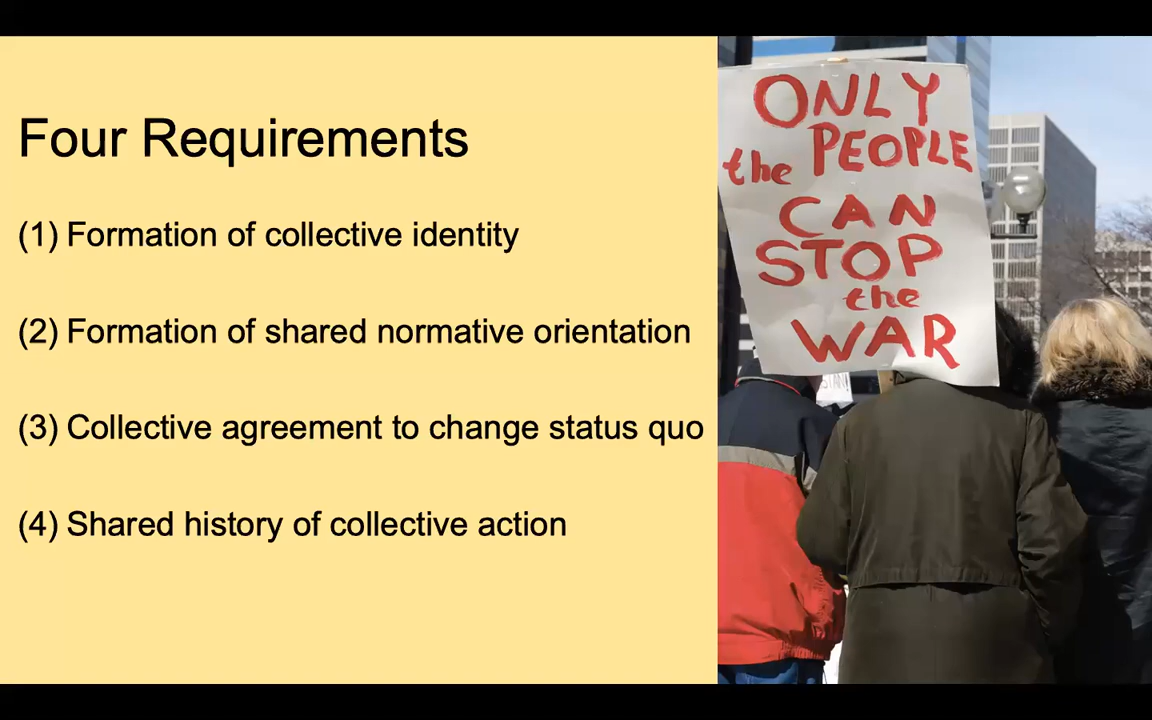 Four Requirements
(1) Formation of collective identity
(2) Formation of shared normative orientation
(3) Collective agreement to change status quo
(4) Shared history of collective action
ONLY
the PEOPLE
CAN
STOP
the
WAR